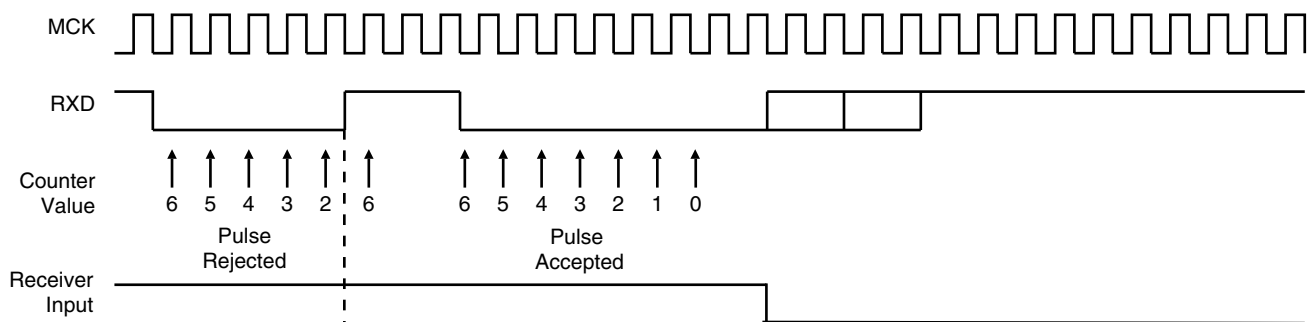 MCK
RXD
Counter
Value
6 5 4 3 2 6 6 5 4 3 2 1 0
Pulse
Rejected
Pulse
Accepted
Receiver
Input